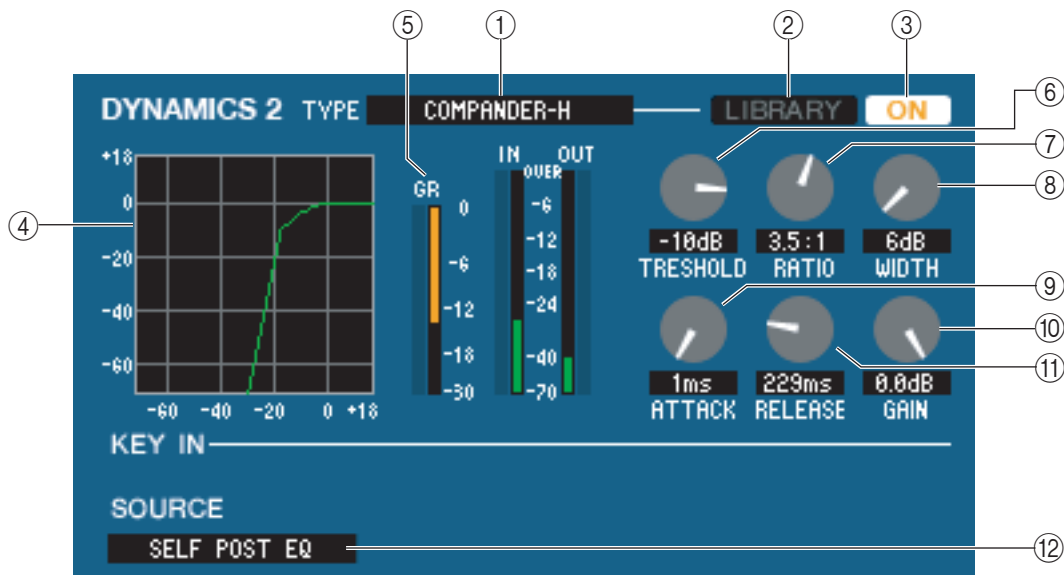 ⑤ ① ② ③
DYNAMICS 2 TYPE COMPANDER-H LIBRARY ON
⑥
⑦
⑧
④
+18
0
-20
-40
-60
-60 -40 -20 0 +18
GR
0
-6
-12
-18
-30
IN OUT
OVER
-6
-12
-18
-24
-40
-70
-10dB 3.5:1 6dB
TRESHOLD RATIO WIDTH
⑨
⑩
⑪
1ms 229ms 0.0dB
ATTACK RELEASE GAIN
KEY IN
SOURCE
SELF POST EQ
⑫